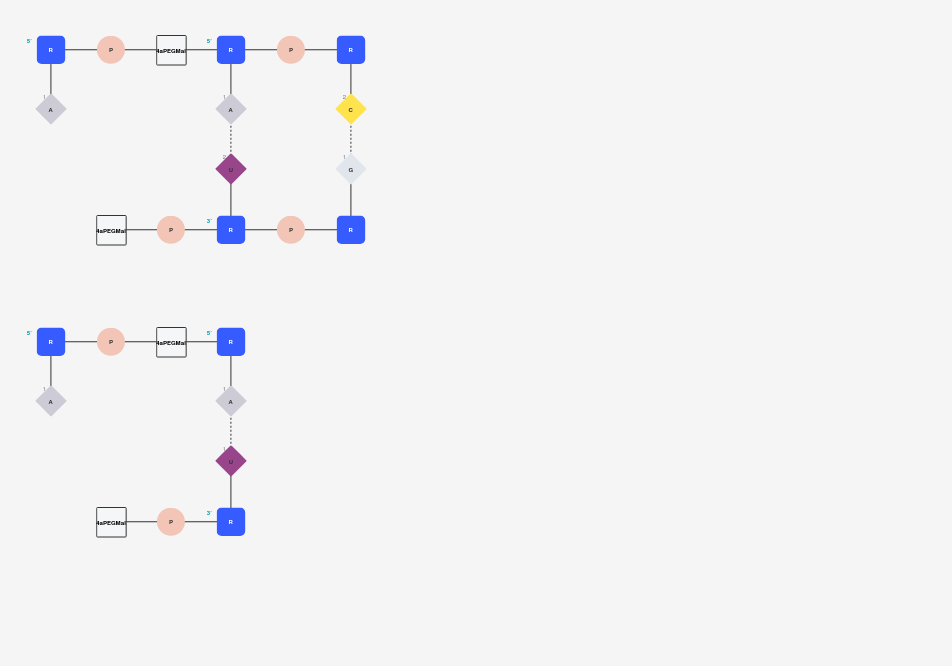 5' R P 4aPEGMal 5' R P R
1 A 1 A 2 C
2 U 1 G
4aPEGMal P 3' R P R
5' R P 4aPEGMal 5' R
1 A 1 A
1 U
4aPEGMal P 3' R